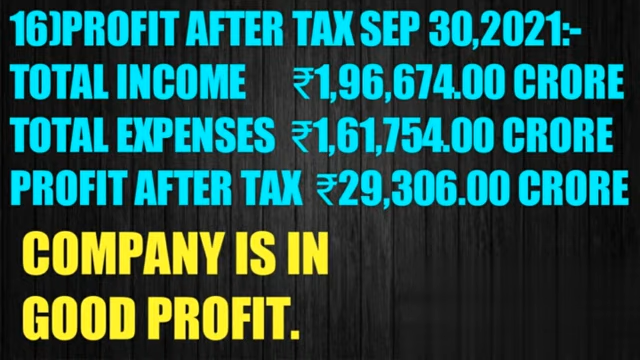 16)PROFIT AFTER TAX SEP 30,2021:-
TOTAL INCOME ₹1,96,674.00 CRORE
TOTAL EXPENSES ₹1,61,754.00 CRORE
PROFIT AFTER TAX ₹29,306.00 CRORE
COMPANY IS IN
GOOD PROFIT.